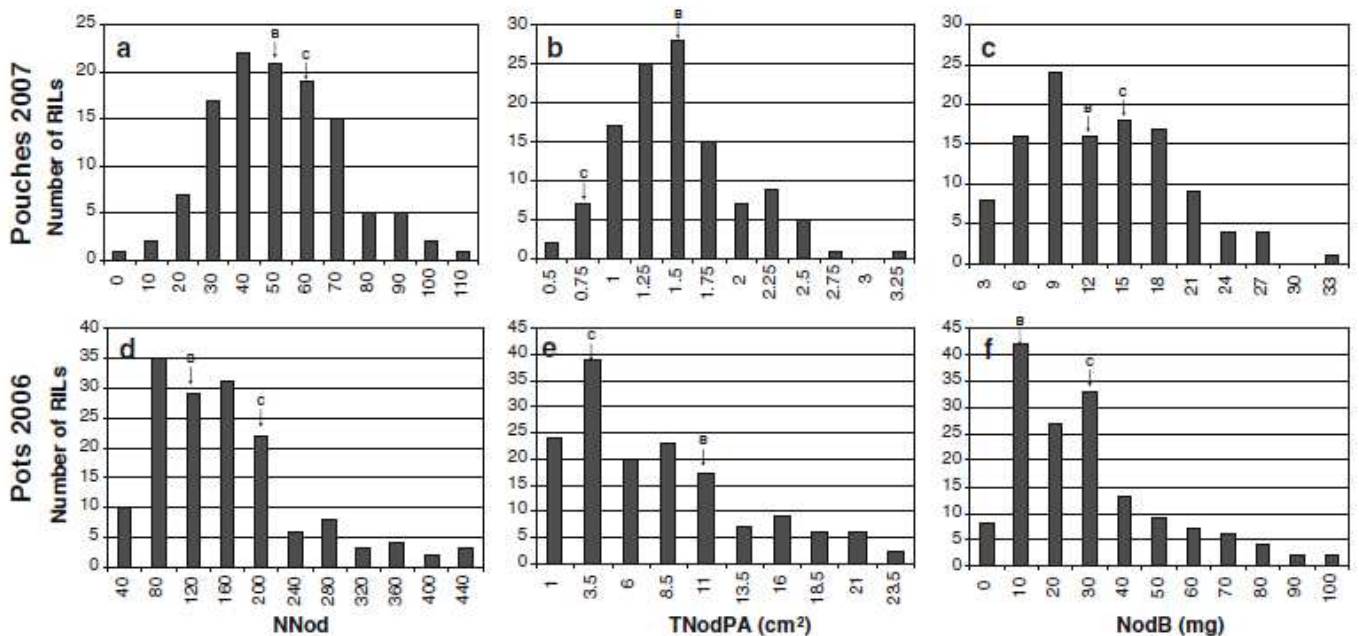 Pouches 2007
Number of RILs
a
25
20
15
10
5
0
B
C
0 10 20 30 40 50 60 70 80 90 100 110
b
30
25
20
15
10
5
0
C
B
0.5 0.75 1 1.25 1.5 1.75 2 2.25 2.5 2.75 3 3.25
c
30
25
20
15
10
5
0
B
C
3 6 9 12 15 18 21 24 27 30 33
Pots 2006
Number of RILs
d
40
35
30
25
20
15
10
5
0
B
C
40 80 120 160 200 240 280 320 360 400 440
NNod
e
45
40
35
30
25
20
15
10
5
0
C
B
1 3.5 6 8.5 11 13.5 16 18.5 21 23.5
TNodPA (cm²)
f
45
40
35
30
25
20
15
10
5
0
B
C
0 10 20 30 40 50 60 70 80 90 100
NodB (mg)